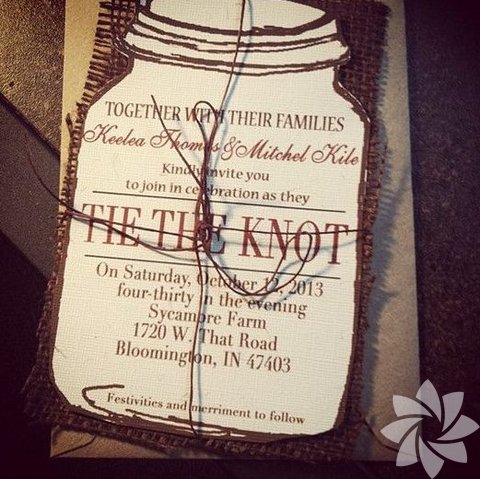 TOGETHER WITH THEIR FAMILIES
Keelea Thomas & Mitchel Kile
Kindly invite you
to join in celebration as they
TIE THE KNOT
On Saturday, October 12, 2013
four-thirty in the evening
Sycamore Farm
1720 W. That Road
Bloomington, IN 47403
Festivities and merriment to follow